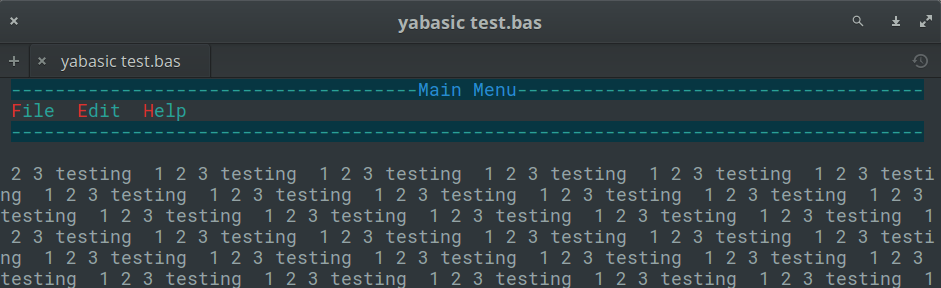 yabasic test.bas
yabasic test.bas
-------------------------------------Main Menu-------------------------------------
File  Edit  Help
-----------------------------------------------------------------------------------
2 3 testing  1 2 3 testing  1 2 3 testing  1 2 3 testing  1 2 3 testing  1 2 3 testi
ng  1 2 3 testing  1 2 3 testing  1 2 3 testing  1 2 3 testing  1 2 3 testing  1 2 3
testing  1 2 3 testing  1 2 3 testing  1 2 3 testing  1 2 3 testing  1 2 3 testing  1
2 3 testing  1 2 3 testing  1 2 3 testing  1 2 3 testing  1 2 3 testing  1 2 3 testi
ng  1 2 3 testing  1 2 3 testing  1 2 3 testing  1 2 3 testing  1 2 3 testing  1 2 3
testing  1 2 3 testing  1 2 3 testing  1 2 3 testing  1 2 3 testing  1 2 3 testing  1